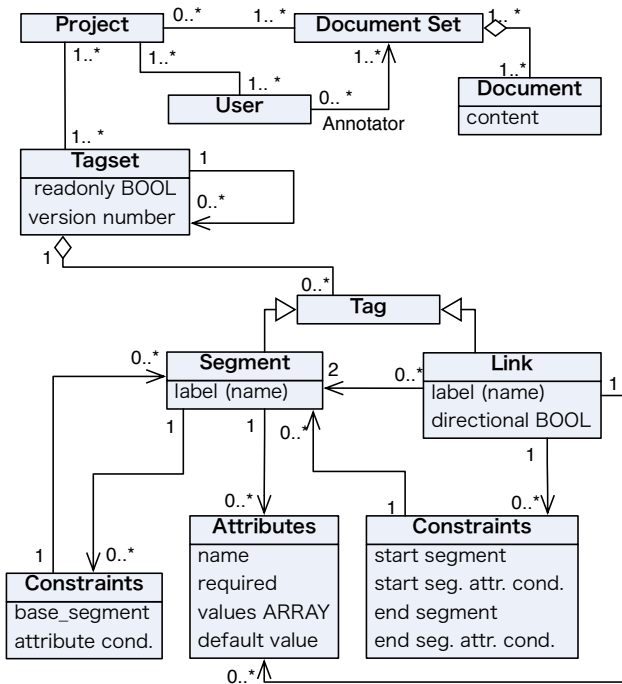 Project
0..*
1.. *
Document Set
1..*
1..*
1..*
1..*
1..*
Document
content
1.. *
User
0.. *
Annotator
1.. *
Tagset
readonly BOOL
version number
1
0..*
1
0..*
Tag
0..*
Segment
label (name)
2
0..*
Link
label (name)
directional BOOL
1
1
1
0..*
1
0..*
1
0..*
0..*
1
Constraints
base_segment
attribute cond.
Attributes
name
required
values ARRAY
default value
0..*
Constraints
start segment
start seg. attr. cond.
end segment
end seg. attr. cond.